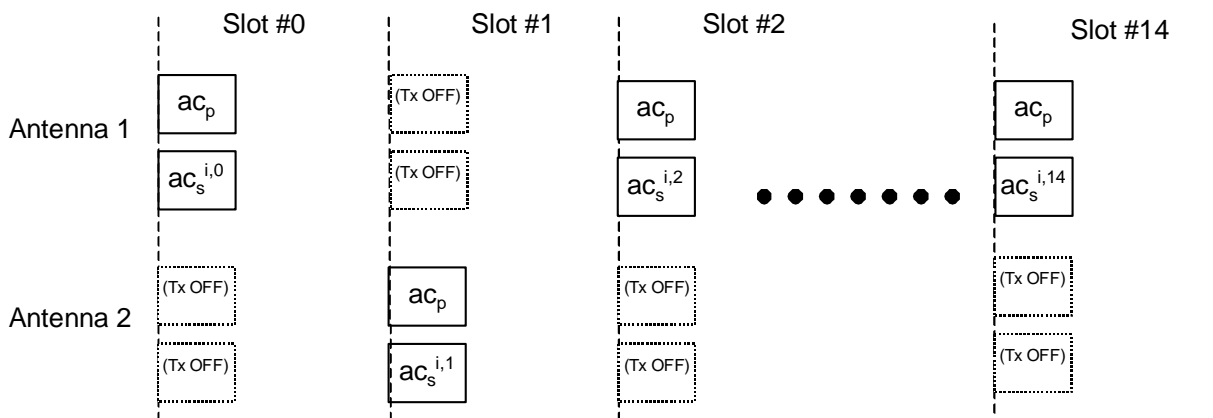 Slot #0 Slot #1 Slot #2 Slot #14
ac_p (Tx OFF) ac_p ac_p
Antenna 1
ac_s^i,0 (Tx OFF) ac_s^i,2 ac_s^i,14
(Tx OFF) ac_p (Tx OFF) (Tx OFF)
Antenna 2
(Tx OFF) ac_s^i,1 (Tx OFF) (Tx OFF)